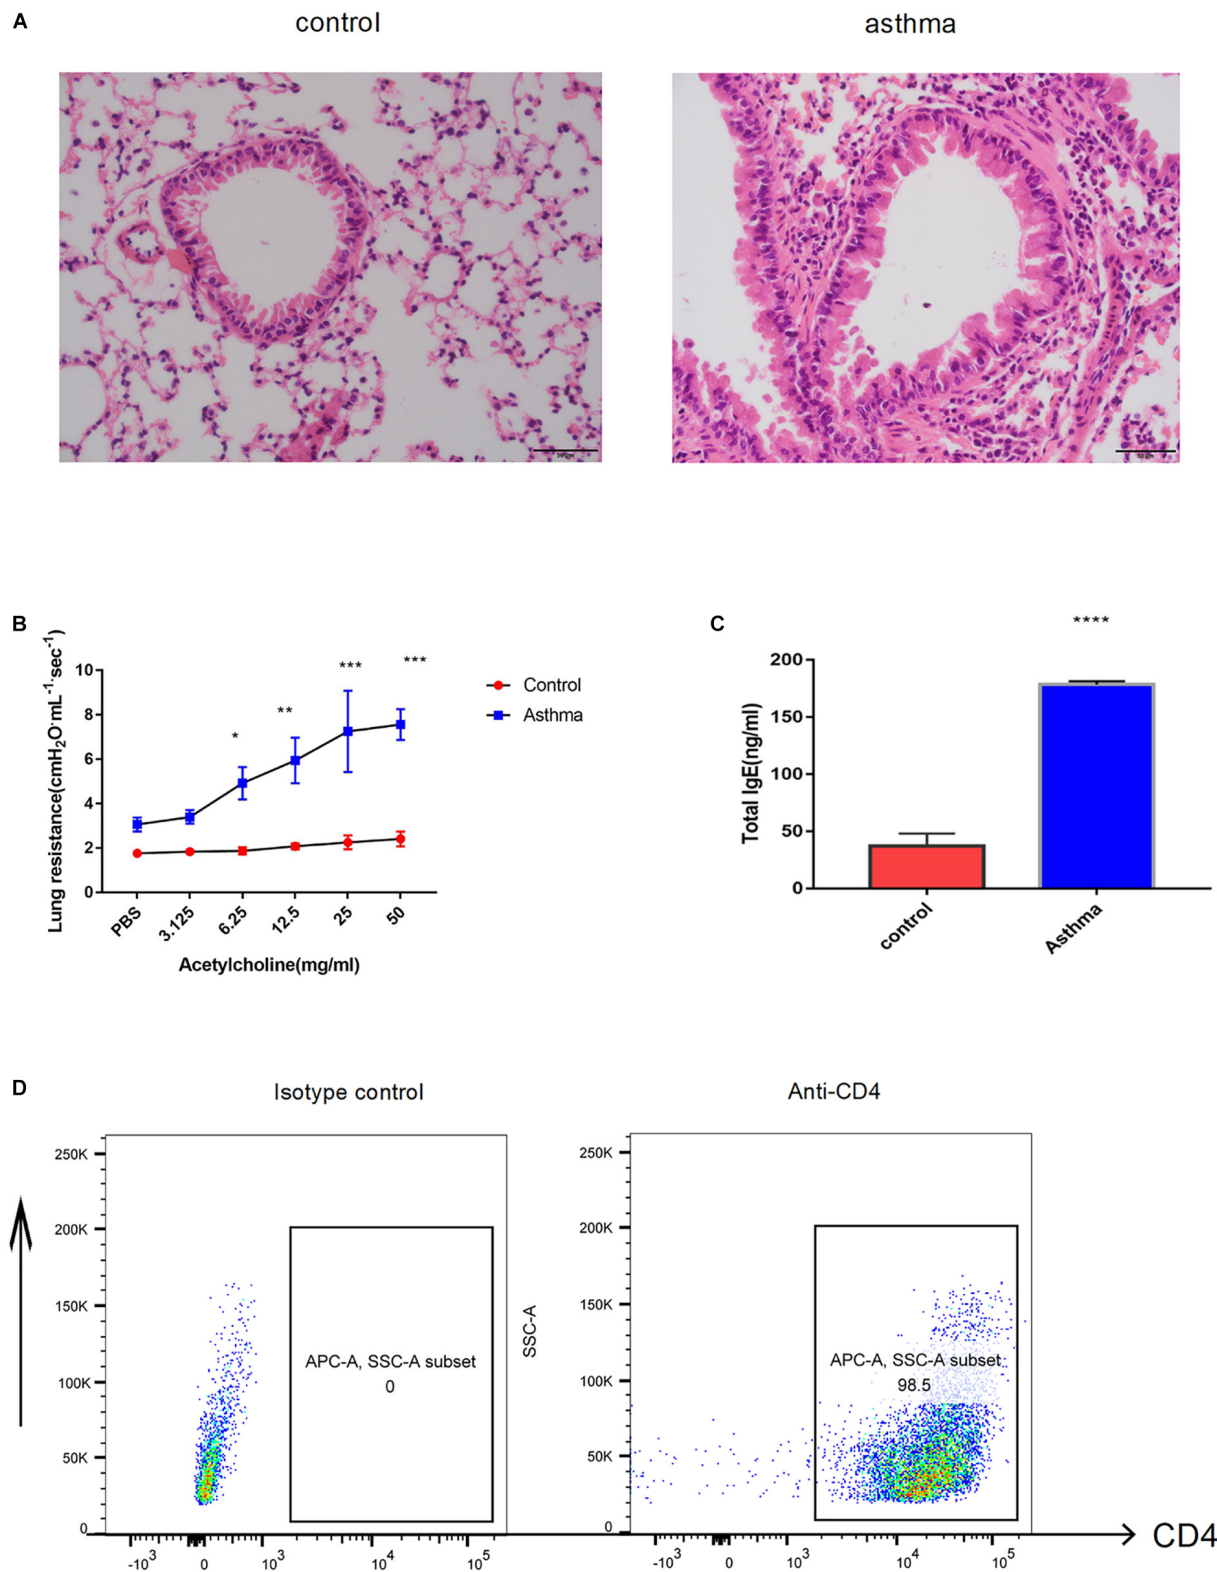 A
control
asthma
50 µm
50 µm
B
Lung resistance(cmH2O·mL-1·sec-1)
10
8
6
4
2
0
*
**
***
***
Control
Asthma
PBS
3.125
6.25
12.5
25
50
Acetylcholine(mg/ml)
C
****
Total IgE(ng/ml)
200
150
100
50
0
control
Asthma
D
Isotype control
Anti-CD4
250K
200K
150K
100K
50K
0
APC-A, SSC-A subset
0
-10^3
0
10^3
10^4
10^5
SSC-A
250K
200K
150K
100K
50K
0
APC-A, SSC-A subset
98.5
-10^3
0
10^3
10^4
10^5
CD4